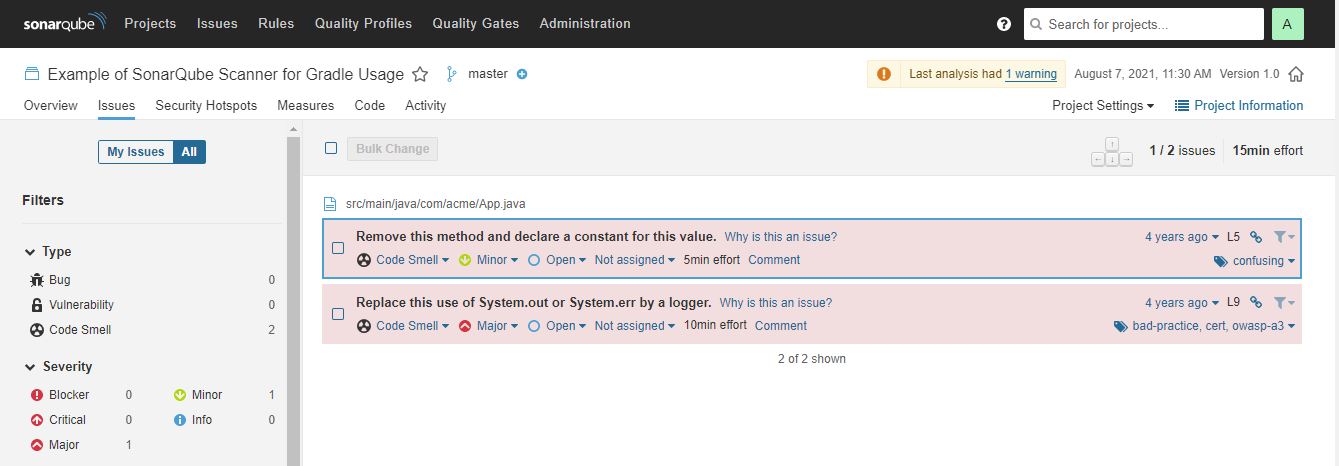 sonarqube Projects Issues Rules Quality Profiles Quality Gates Administration ? Search for projects... A
Example of SonarQube Scanner for Gradle Usage master Last analysis had 1 warning August 7, 2021, 11:30 AM Version 1.0
Overview Issues Security Hotspots Measures Code Activity Project Settings Project Information
My Issues All
Bulk Change
1 / 2 issues 15min effort
Filters
src/main/java/com/acme/App.java
Remove this method and declare a constant for this value. Why is this an issue? 4 years ago L5
Code Smell Minor Open Not assigned 5min effort Comment confusing
Replace this use of System.out or System.err by a logger. Why is this an issue? 4 years ago L9
Code Smell Major Open Not assigned 10min effort Comment bad-practice, cert, owasp-a3
2 of 2 shown
Type
Bug 0
Vulnerability 0
Code Smell 2
Severity
Blocker 0 Minor 1
Critical 0 Info 0
Major 1